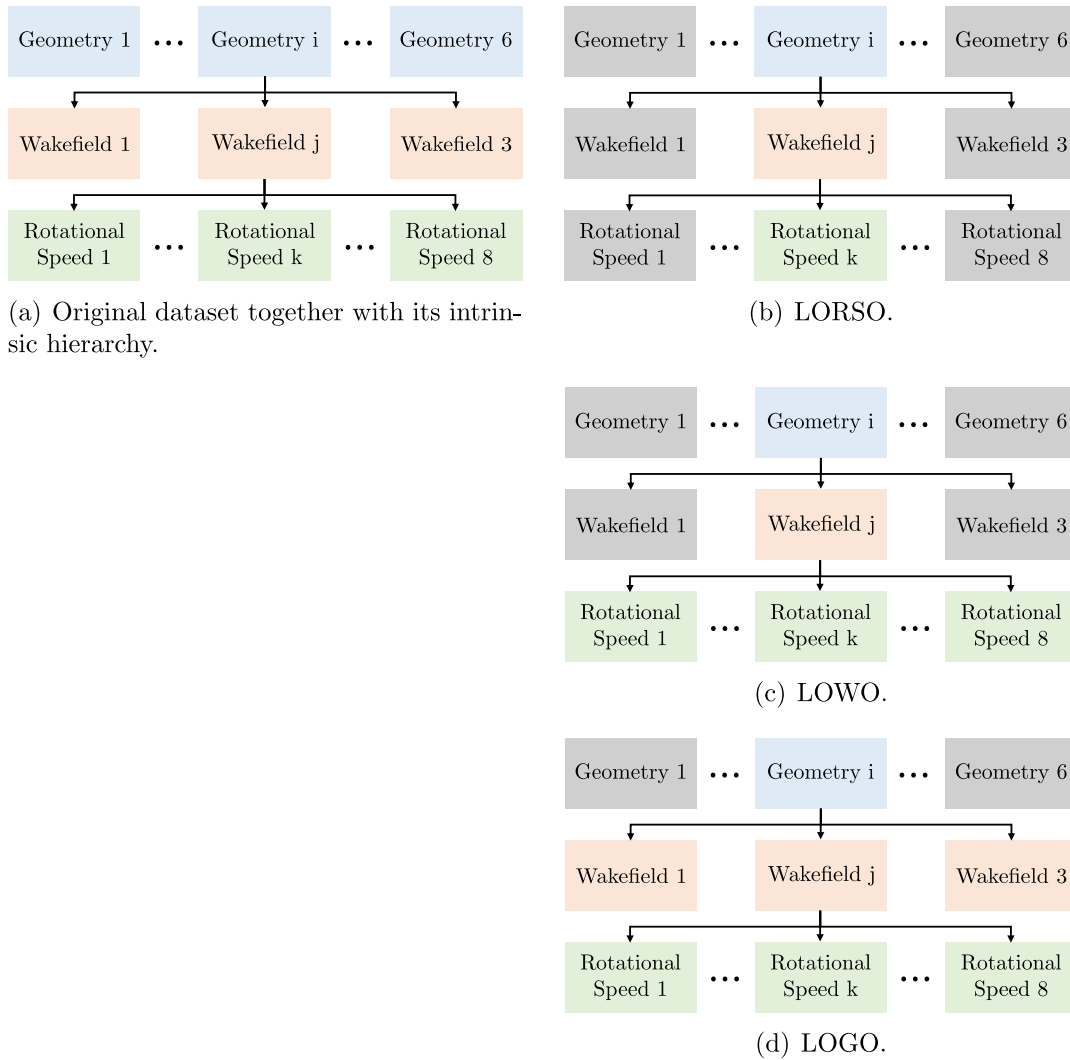 Geometry 1 ... Geometry i ... Geometry 6
Wakefield 1 Wakefield j Wakefield 3
Rotational Speed 1 ... Rotational Speed k ... Rotational Speed 8
(a) Original dataset together with its intrin-
sic hierarchy.
Geometry 1 ... Geometry i ... Geometry 6
Wakefield 1 Wakefield j Wakefield 3
Rotational Speed 1 ... Rotational Speed k ... Rotational Speed 8
(b) LORSO.
Geometry 1 ... Geometry i ... Geometry 6
Wakefield 1 Wakefield j Wakefield 3
Rotational Speed 1 ... Rotational Speed k ... Rotational Speed 8
(c) LOWO.
Geometry 1 ... Geometry i ... Geometry 6
Wakefield 1 Wakefield j Wakefield 3
Rotational Speed 1 ... Rotational Speed k ... Rotational Speed 8
(d) LOGO.